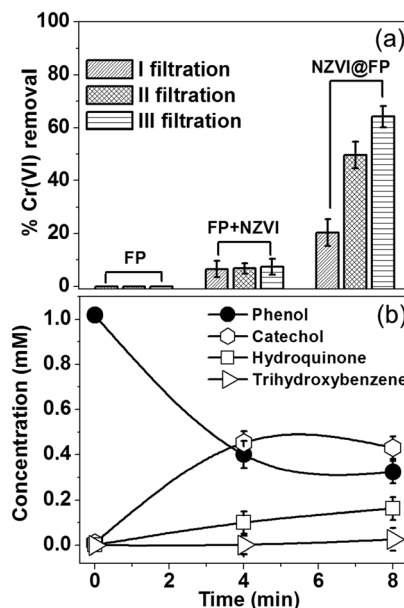 (a)
% Cr(VI) removal
100
80
60
40
20
0
I filtration
II filtration
III filtration
FP
FP+NZVI
NZVI@FP
(b)
Concentration (mM)
1.0
0.8
0.6
0.4
0.2
0.0
Phenol
Catechol
Hydroquinone
Trihydroxybenzene
0 2 4 6 8
Time (min)